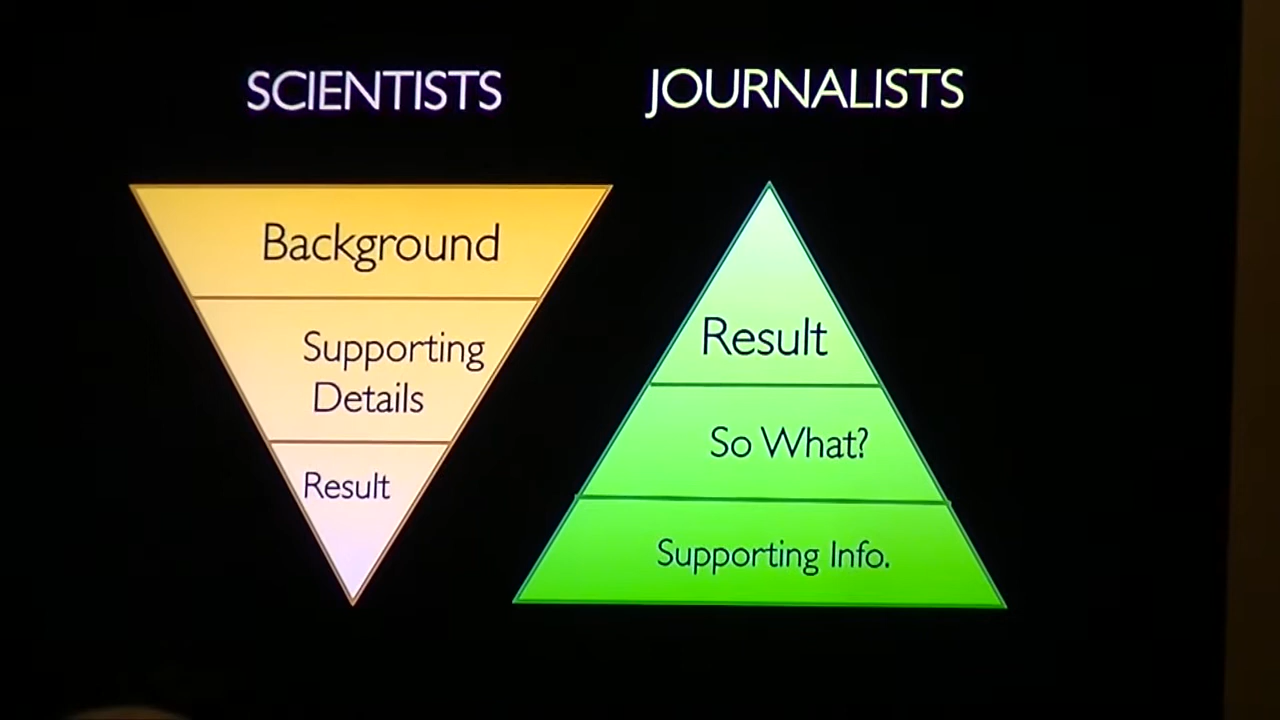 SCIENTISTS
Background
Supporting
Details
Result
JOURNALISTS
Result
So What?
Supporting Info.